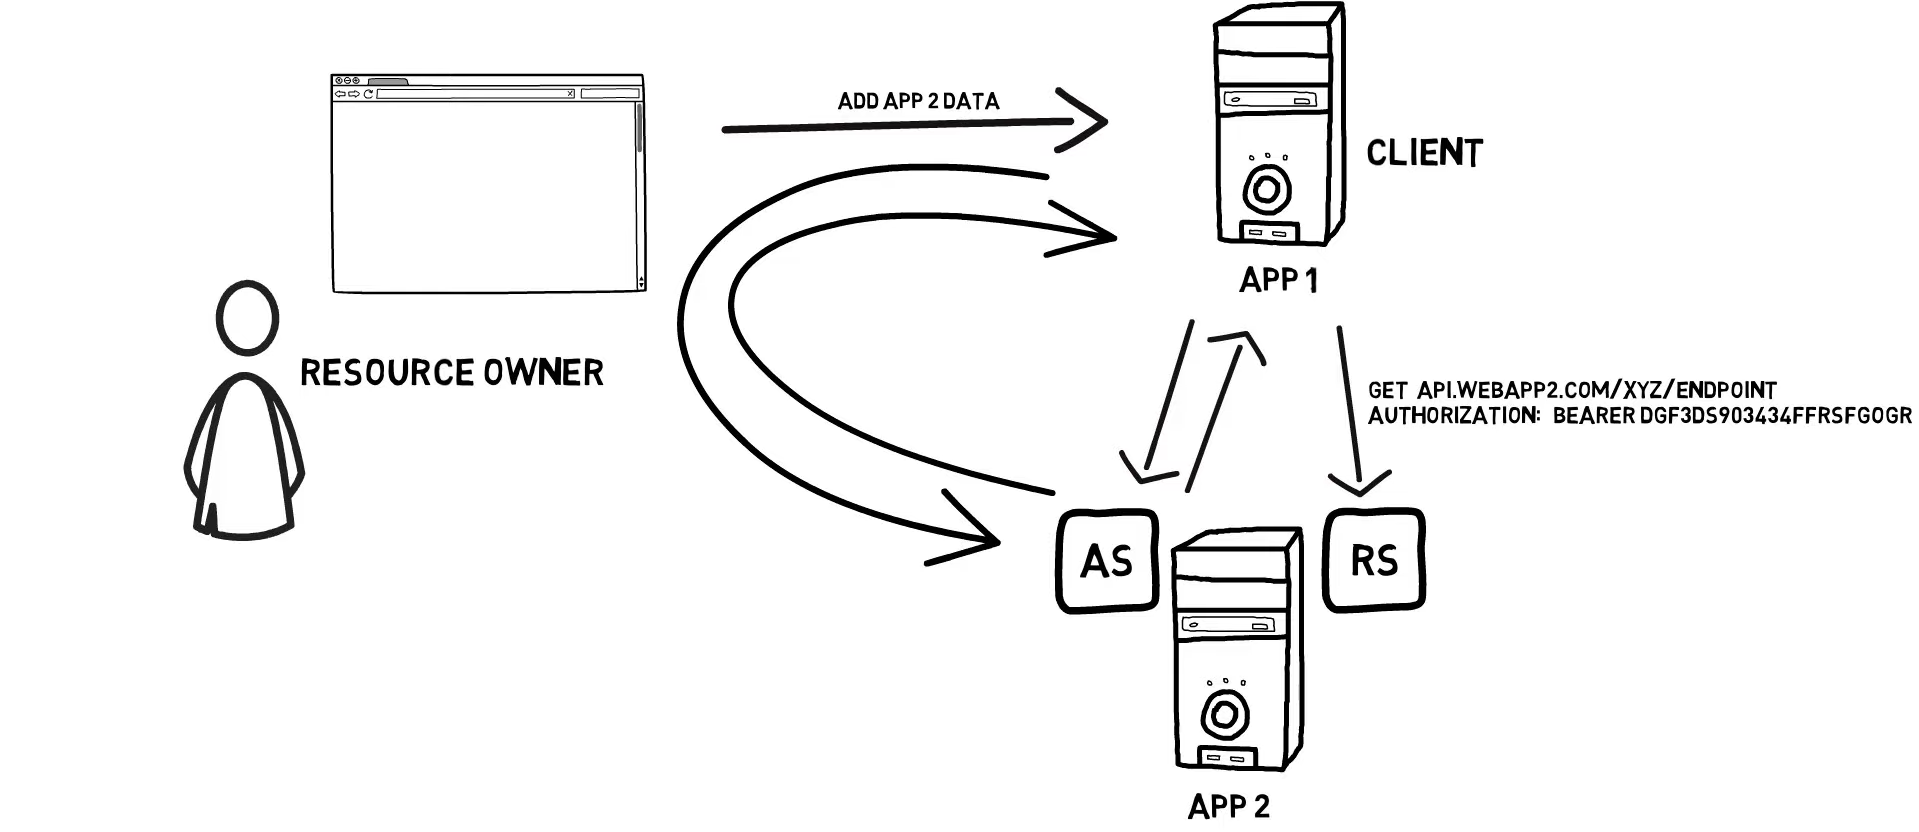 ADD APP 2 DATA
CLIENT
APP 1
RESOURCE OWNER
GET API.WEBAPP2.COM/XYZ/ENDPOINT
AUTHORIZATION: BEARER DGF3DS903434FFRSFGOGR
AS
RS
APP 2